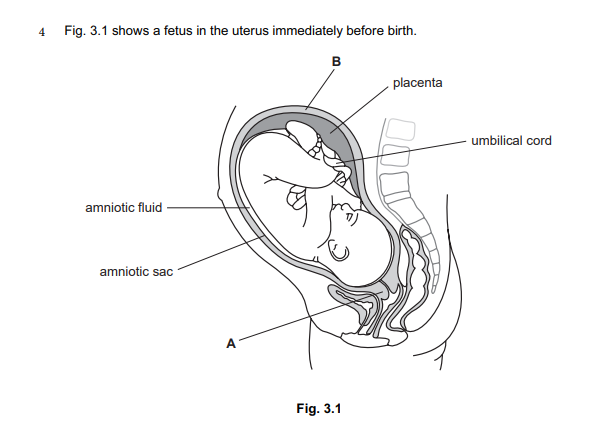 4 Fig. 3.1 shows a fetus in the uterus immediately before birth.
B
placenta
umbilical cord
amniotic fluid
amniotic sac
A
Fig. 3.1